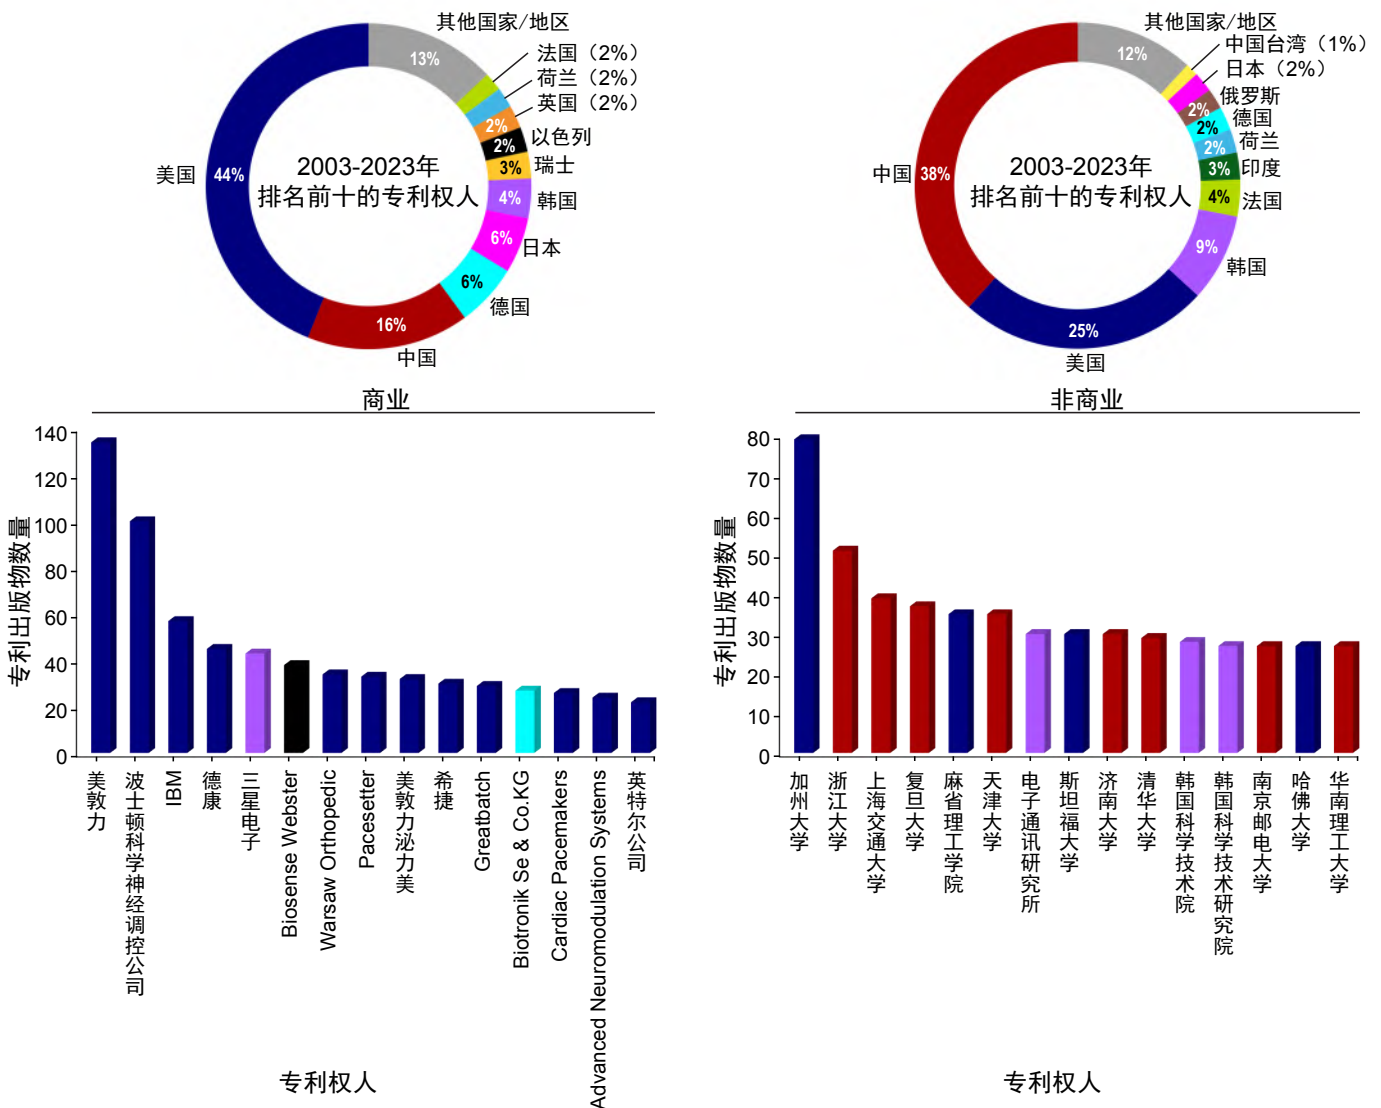 其他国家/地区
法国（2%）
荷兰（2%）
英国（2%）
以色列
瑞士
韩国
日本
德国
中国
美国
13%
2%
2%
3%
4%
6%
6%
16%
44%
2003-2023年
排名前十的专利权人
其他国家/地区
中国台湾（1%）
日本（2%）
俄罗斯
德国
荷兰
印度
法国
韩国
美国
中国
12%
2%
2%
2%
3%
4%
9%
25%
38%
2003-2023年
排名前十的专利权人
商业
专利出版物数量
140
120
100
80
60
40
20
0
美敦力
波士顿科学神经调控公司
IBM
德康
三星电子
Biosense Webster
Warsaw Orthopedic
Pacesetter
美敦力泌力美
希捷
Greatbatch
Biotronik Se & Co.KG
Cardiac Pacemakers
Advanced Neuromodulation Systems
英特尔公司
专利权人
非商业
专利出版物数量
80
70
60
50
40
30
20
10
0
加州大学
浙江大学
上海交通大学
复旦大学
麻省理工学院
天津大学
电子通讯研究所
斯坦福大学
济南大学
清华大学
韩国科学技术院
韩国科学技术研究院
南京邮电大学
哈佛大学
华南理工大学
专利权人